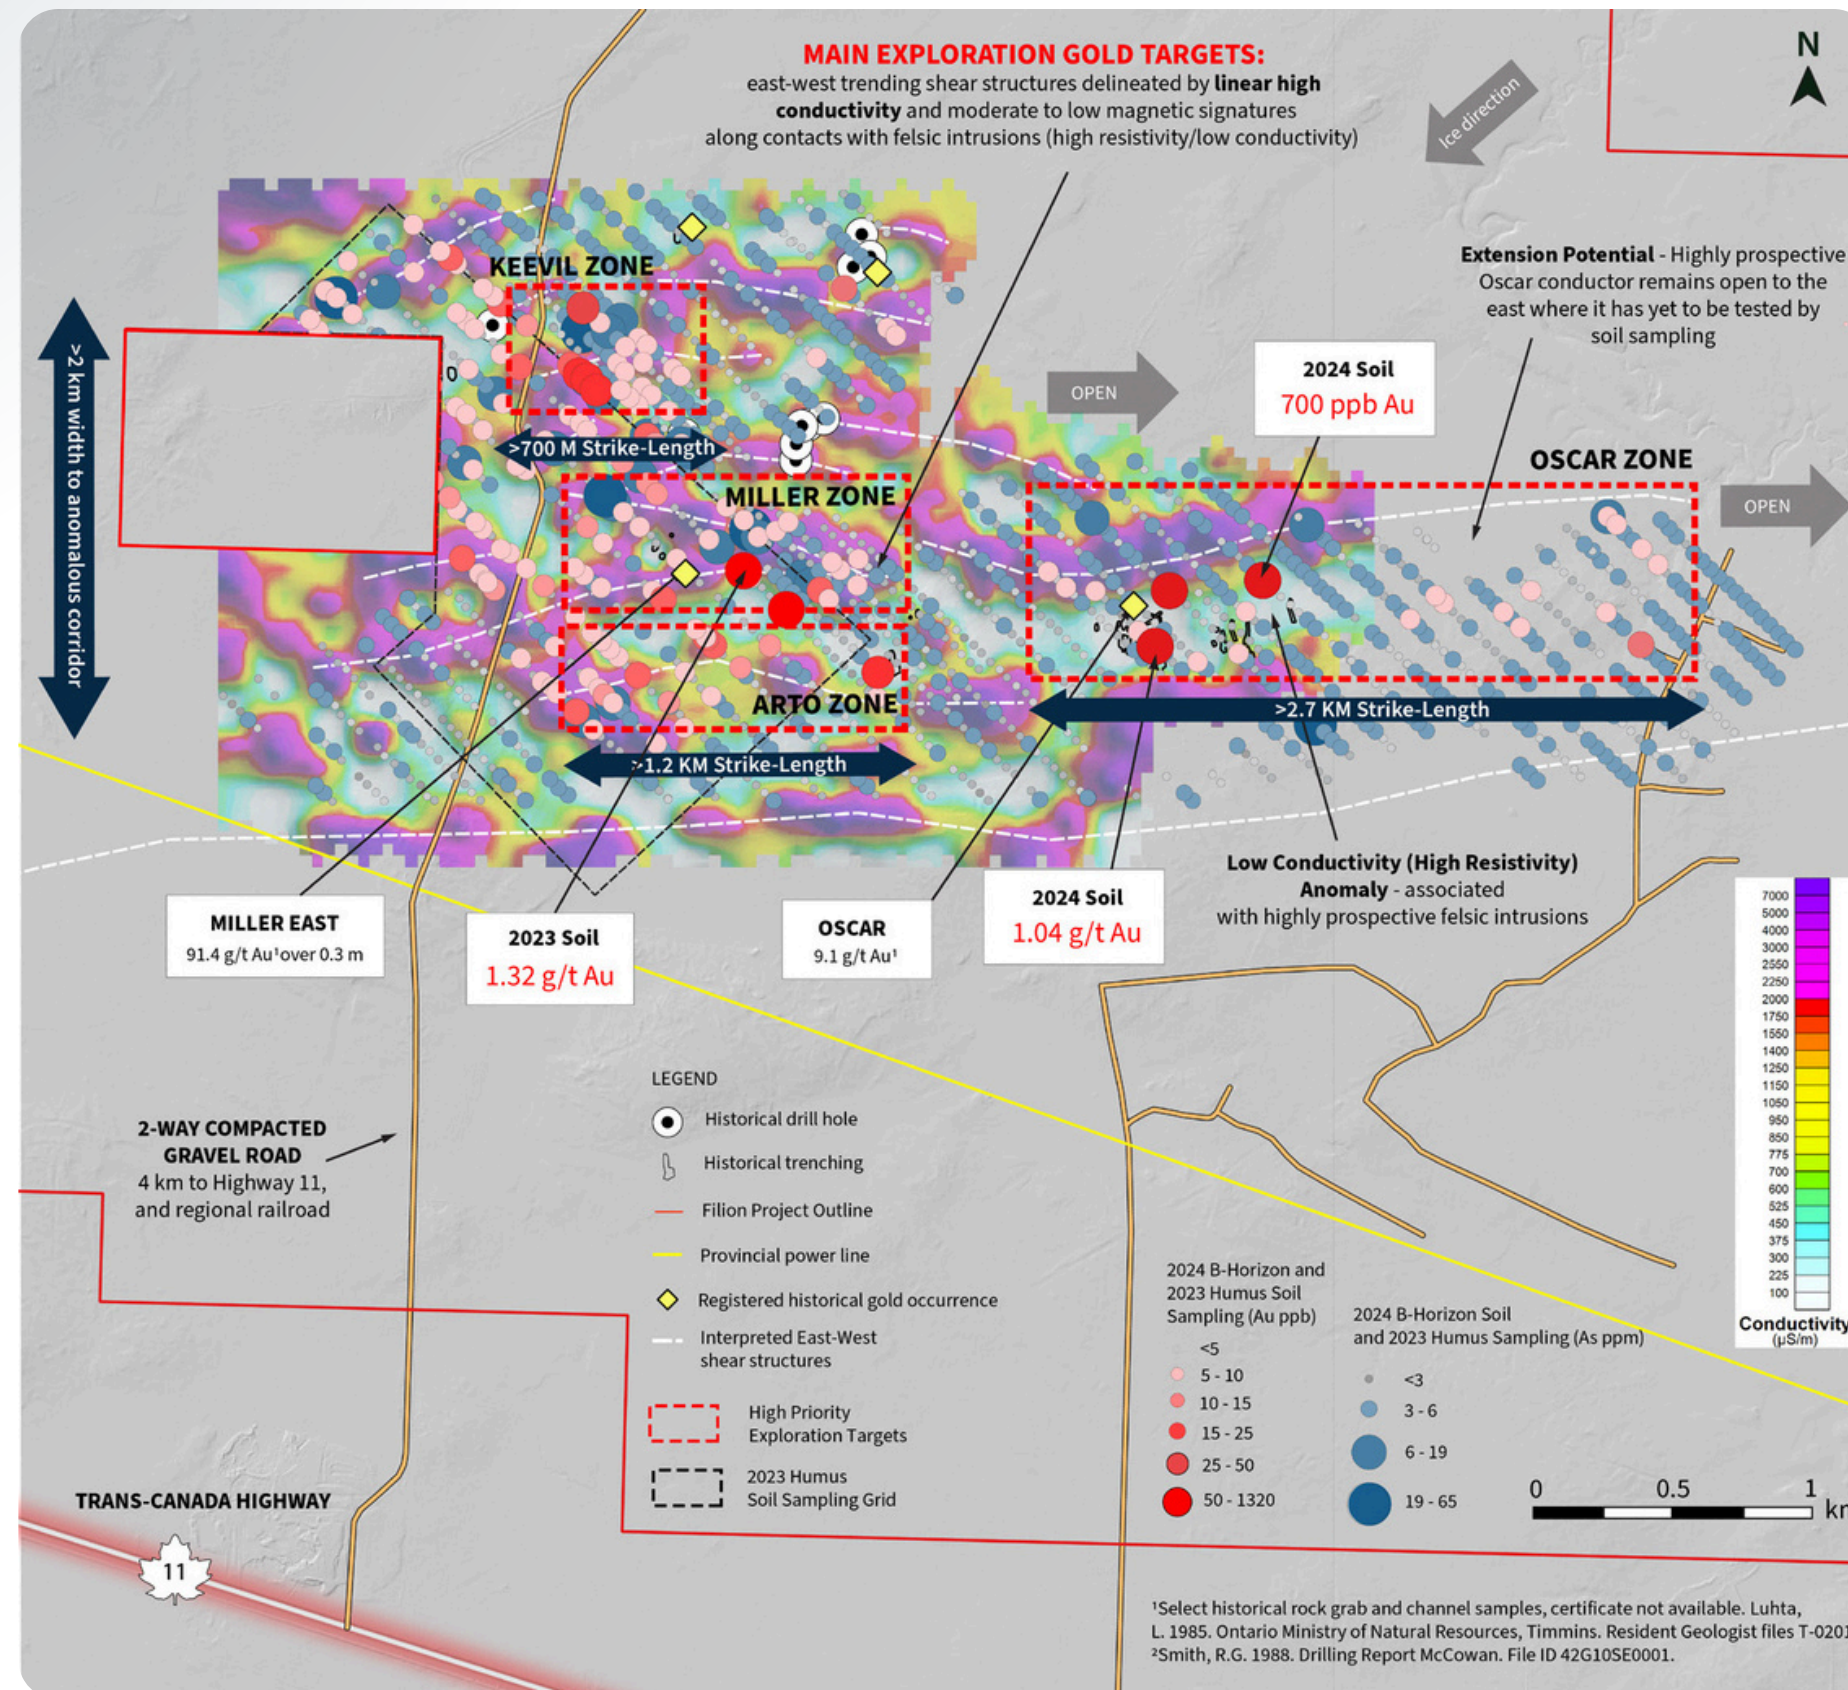 MAIN EXPLORATION GOLD TARGETS:
east-west trending shear structures delineated by linear high
conductivity and moderate to low magnetic signatures
along contacts with felsic intrusions (high resistivity/low conductivity)
N
Ice direction
Extension Potential - Highly prospective
Oscar conductor remains open to the
east where it has yet to be tested by
soil sampling
KEEVIL ZONE
>2 km width to anomalous corridor
OPEN
2024 Soil
700 ppb Au
>700 M Strike-Length
OSCAR ZONE
MILLER ZONE
OPEN
ARTO ZONE
>2.7 KM Strike-Length
>1.2 KM Strike-Length
MILLER EAST
91.4 g/t Au¹over 0.3 m
2023 Soil
1.32 g/t Au
OSCAR
9.1 g/t Au¹
2024 Soil
1.04 g/t Au
Low Conductivity (High Resistivity)
Anomaly - associated
with highly prospective felsic intrusions
7000
5000
4000
3000
2550
2250
2000
1750
1550
1400
1250
1150
1050
950
850
775
700
600
525
450
375
300
225
100
Conductivity
(µS/m)
2-WAY COMPACTED
GRAVEL ROAD
4 km to Highway 11,
and regional railroad
LEGEND
Historical drill hole
Historical trenching
Filion Project Outline
Provincial power line
Registered historical gold occurrence
Interpreted East-West
shear structures
High Priority
Exploration Targets
2023 Humus
Soil Sampling Grid
2024 B-Horizon and
2023 Humus Soil
Sampling (Au ppb)
<5
5 - 10
10 - 15
15 - 25
25 - 50
50 - 1320
2024 B-Horizon Soil
and 2023 Humus Sampling (As ppm)
<3
3 - 6
6 - 19
19 - 65
0 0.5 1
TRANS-CANADA HIGHWAY
11
¹Select historical rock grab and channel samples, certificate not available. Luhta,
L. 1985. Ontario Ministry of Natural Resources, Timmins. Resident Geologist files T-0201
²Smith, R.G. 1988. Drilling Report McCowan. File ID 42G10SE0001.